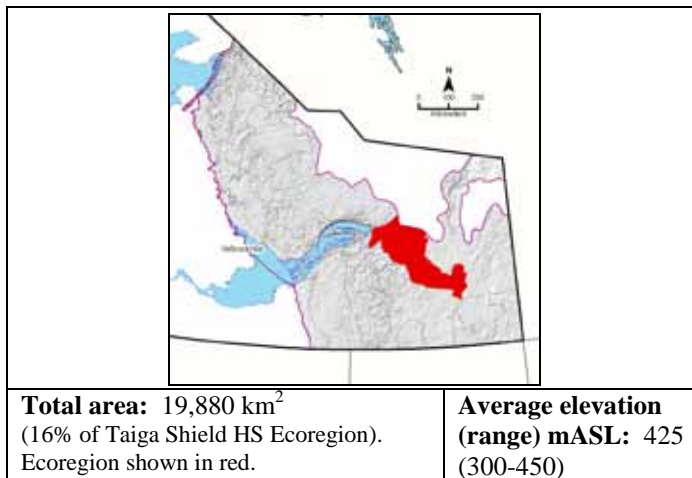 N
Yellowknife
Total area: 19,880 km2
(16% of Taiga Shield HS Ecoregion).
Ecoregion shown in red.
Average elevation
(range) mASL: 425
(300-450)